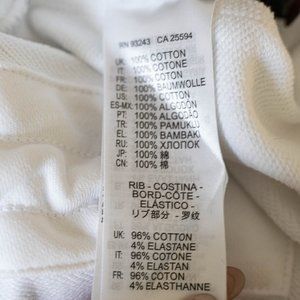 RN 93243 CA 25594
UK: 100% COTTON
IT: 100% COTONE
FR: 100% COTON
DE: 100% BAUMWOLLE
US: 100% COTTON
ES-MX: 100% ALGODÓN
PT: 100% ALGODÃO
TR: 100% PAMUKLU
EL: 100% BAMBAKI
RU: 100% ХЛОПОК
JP: 100% 綿
CN: 100% 棉
RIB - COSTINA -
BORD-CÔTE -
ELÁSTICO -
リブ部分 - 罗纹
UK: 96% COTTON
4% ELASTANE
IT: 96% COTONE
4% ELASTAN
FR: 96% COTON
4% ELASTHANNE